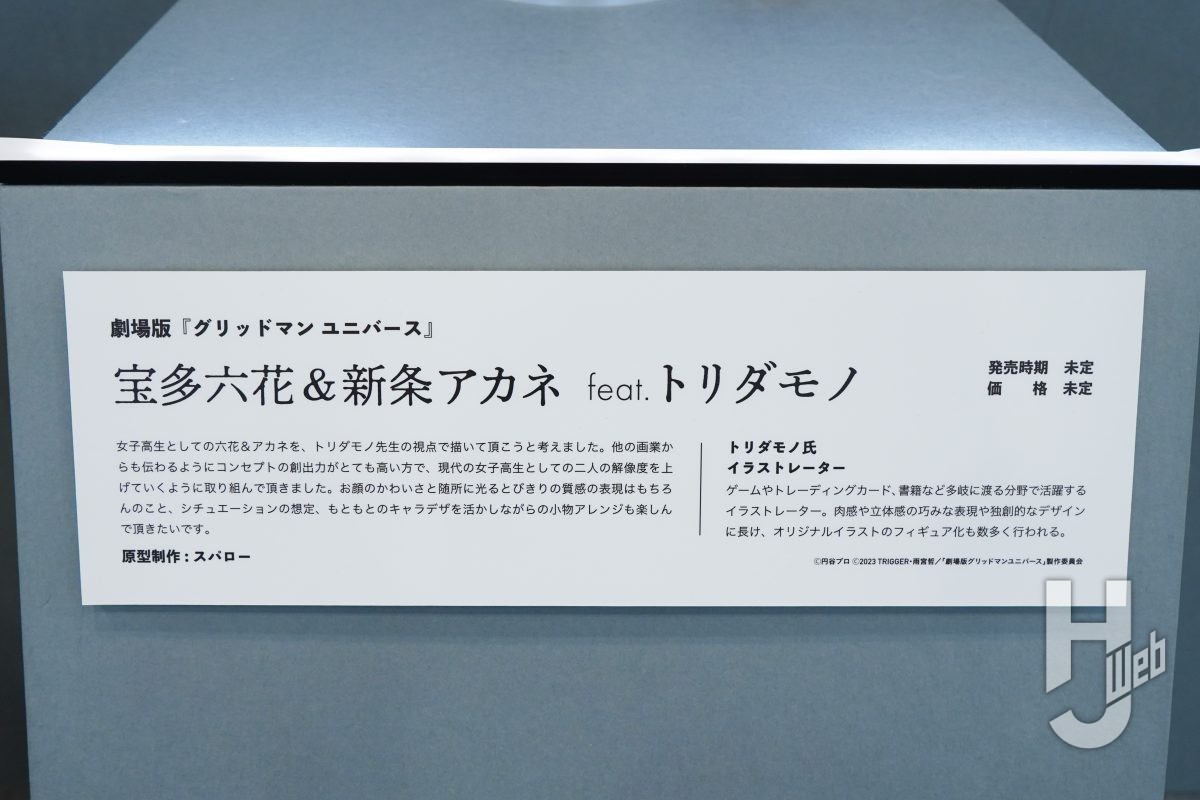 劇場版『グリッドマン ユニバース』
宝多六花＆新条アカネ feat.トリダモノ
発売時期　未定
価　　格　未定
女子高生としての六花＆アカネを、トリダモノ先生の視点で描いて頂こうと考えました。他の画業か
らも伝わるようにコンセプトの創出力がとても高い方で、現代の女子高生としての二人の解像度を上
げていくように取り組んで頂きました。お顔のかわいさと随所に光るとびきりの質感の表現はもちろ
んのこと、シチュエーションの想定、もともとのキャラデザを活かしながらの小物アレンジも楽しん
で頂きたいです。
原型制作：スパロー
トリダモノ氏
イラストレーター
ゲームやトレーディングカード、書籍など多岐に渡る分野で活躍する
イラストレーター。肉感や立体感の巧みな表現や独創的なデザイン
に長け、オリジナルイラストのフィギュア化も数多く行われる。
©円谷プロ ©2023 TRIGGER・雨宮哲／「劇場版グリッドマンユニバース」製作委員会
HJ Web